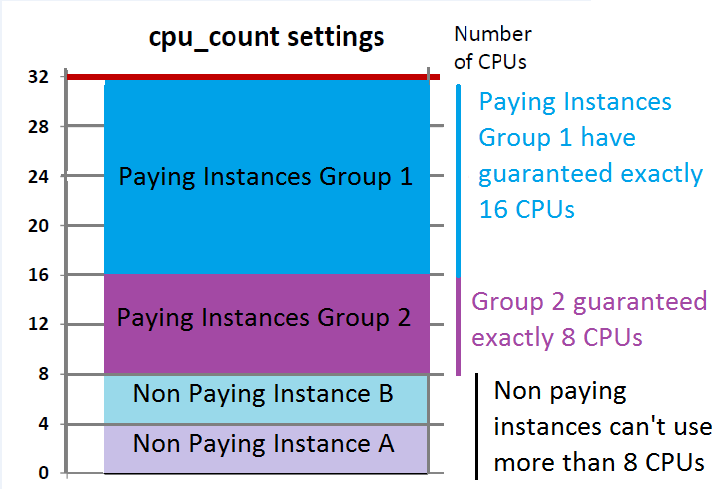 cpu_count settings
Number
of CPUs
32
28
24
20
16
12
8
4
0
Paying Instances Group 1
Paying Instances Group 2
Non Paying Instance B
Non Paying Instance A
Paying Instances
Group 1 have
guaranteed exactly
16 CPUs
Group 2 guaranteed
exactly 8 CPUs
Non paying
instances can't use
more than 8 CPUs